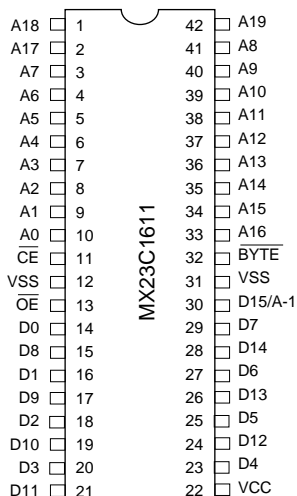 A18 1 42 A19
A17 2 41 A8
A7 3 40 A9
A6 4 39 A10
A5 5 38 A11
A4 6 37 A12
A3 7 36 A13
A2 8 35 A14
A1 9 34 A15
A0 10 33 A16
CE 11 32 BYTE
VSS 12 31 VSS
OE 13 30 D15/A-1
D0 14 29 D7
D8 15 28 D14
D1 16 27 D6
D9 17 26 D13
D2 18 25 D5
D10 19 24 D12
D3 20 23 D4
D11 21 22 VCC
MX23C1611